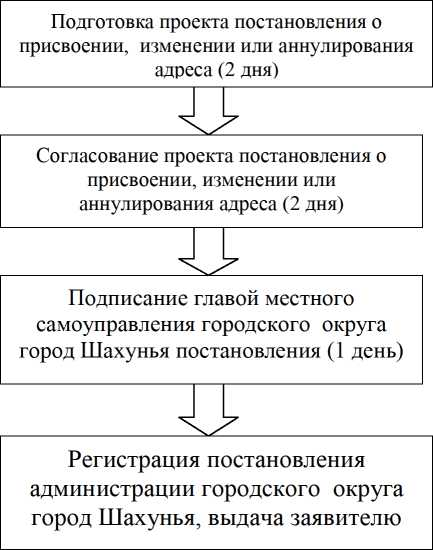 Подготовка проекта постановления о
присвоении, изменении или аннулирования
адреса (2 дня)
Согласование проекта постановления о
присвоении, изменении или
аннулирования адреса (2 дня)
Подписание главой местного
самоуправления городского округа
город Шахунья постановления (1 день)
Регистрация постановления
администрации городского округа
город Шахунья, выдача заявителю